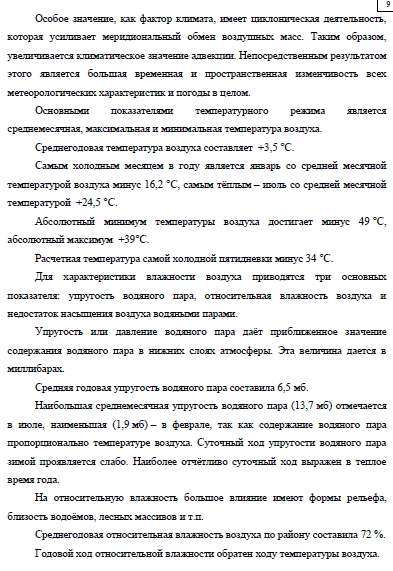 9
Особое значение, как фактор климата, имеет циклоническая деятельность,
которая усиливает меридиональный обмен воздушных масс. Таким образом,
увеличивается климатическое значение адвекции. Непосредственным результатом
этого является большая временная и пространственная изменчивость всех
метеорологических характеристик и погоды в целом.
Основными показателями температурного режима является
среднемесячная, максимальная и минимальная температура воздуха.
Среднегодовая температура воздуха составляет +3,5 °С.
Самым холодным месяцем в году является январь со средней месячной
температурой воздуха минус 16,2 °С, самым тёплым – июль со средней месячной
температурой +24,5 °С.
Абсолютный минимум температуры воздуха достигает минус 49 °С,
абсолютный максимум +39°С.
Расчетная температура самой холодной пятидневки минус 34 °С.
Для характеристики влажности воздуха приводятся три основных
показателя: упругость водяного пара, относительная влажность воздуха и
недостаток насыщения воздуха водяными парами.
Упругость или давление водяного пара даёт приближенное значение
содержания водяного пара в нижних слоях атмосферы. Эта величина дается в
миллибарах.
Средняя годовая упругость водяного пара составила 6,5 мб.
Наибольшая среднемесячная упругость водяного пара (13,7 мб) отмечается
в июле, наименьшая (1,9 мб) – в феврале, так как содержание водяного пара
пропорционально температуре воздуха. Суточный ход упругости водяного пара
зимой проявляется слабо. Наиболее отчётливо суточный ход выражен в теплое
время года.
На относительную влажность большое влияние имеют формы рельефа,
близость водоёмов, лесных массивов и т.п.
Среднегодовая относительная влажность воздуха по району составила 72 %.
Годовой ход относительной влажности обратен ходу температуры воздуха.